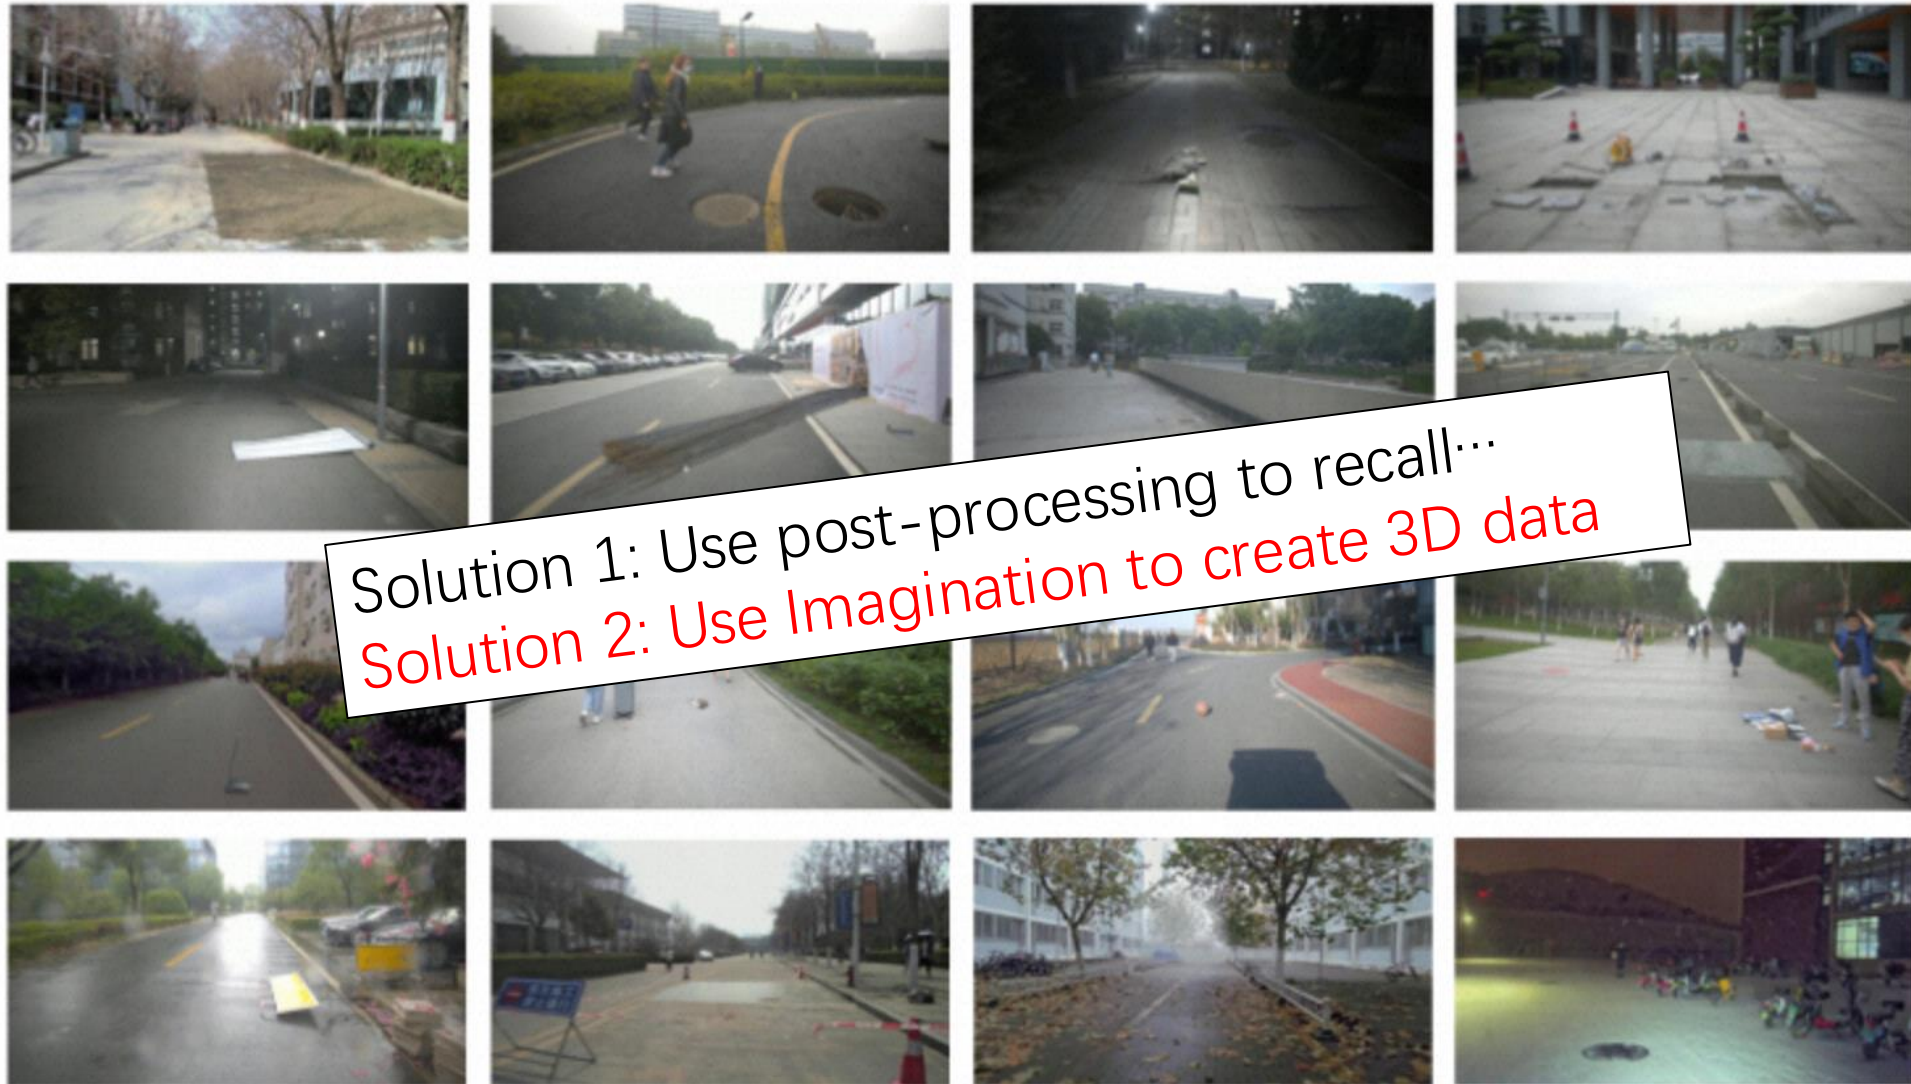 Solution 1: Use post-processing to recall…
Solution 2: Use Imagination to create 3D data